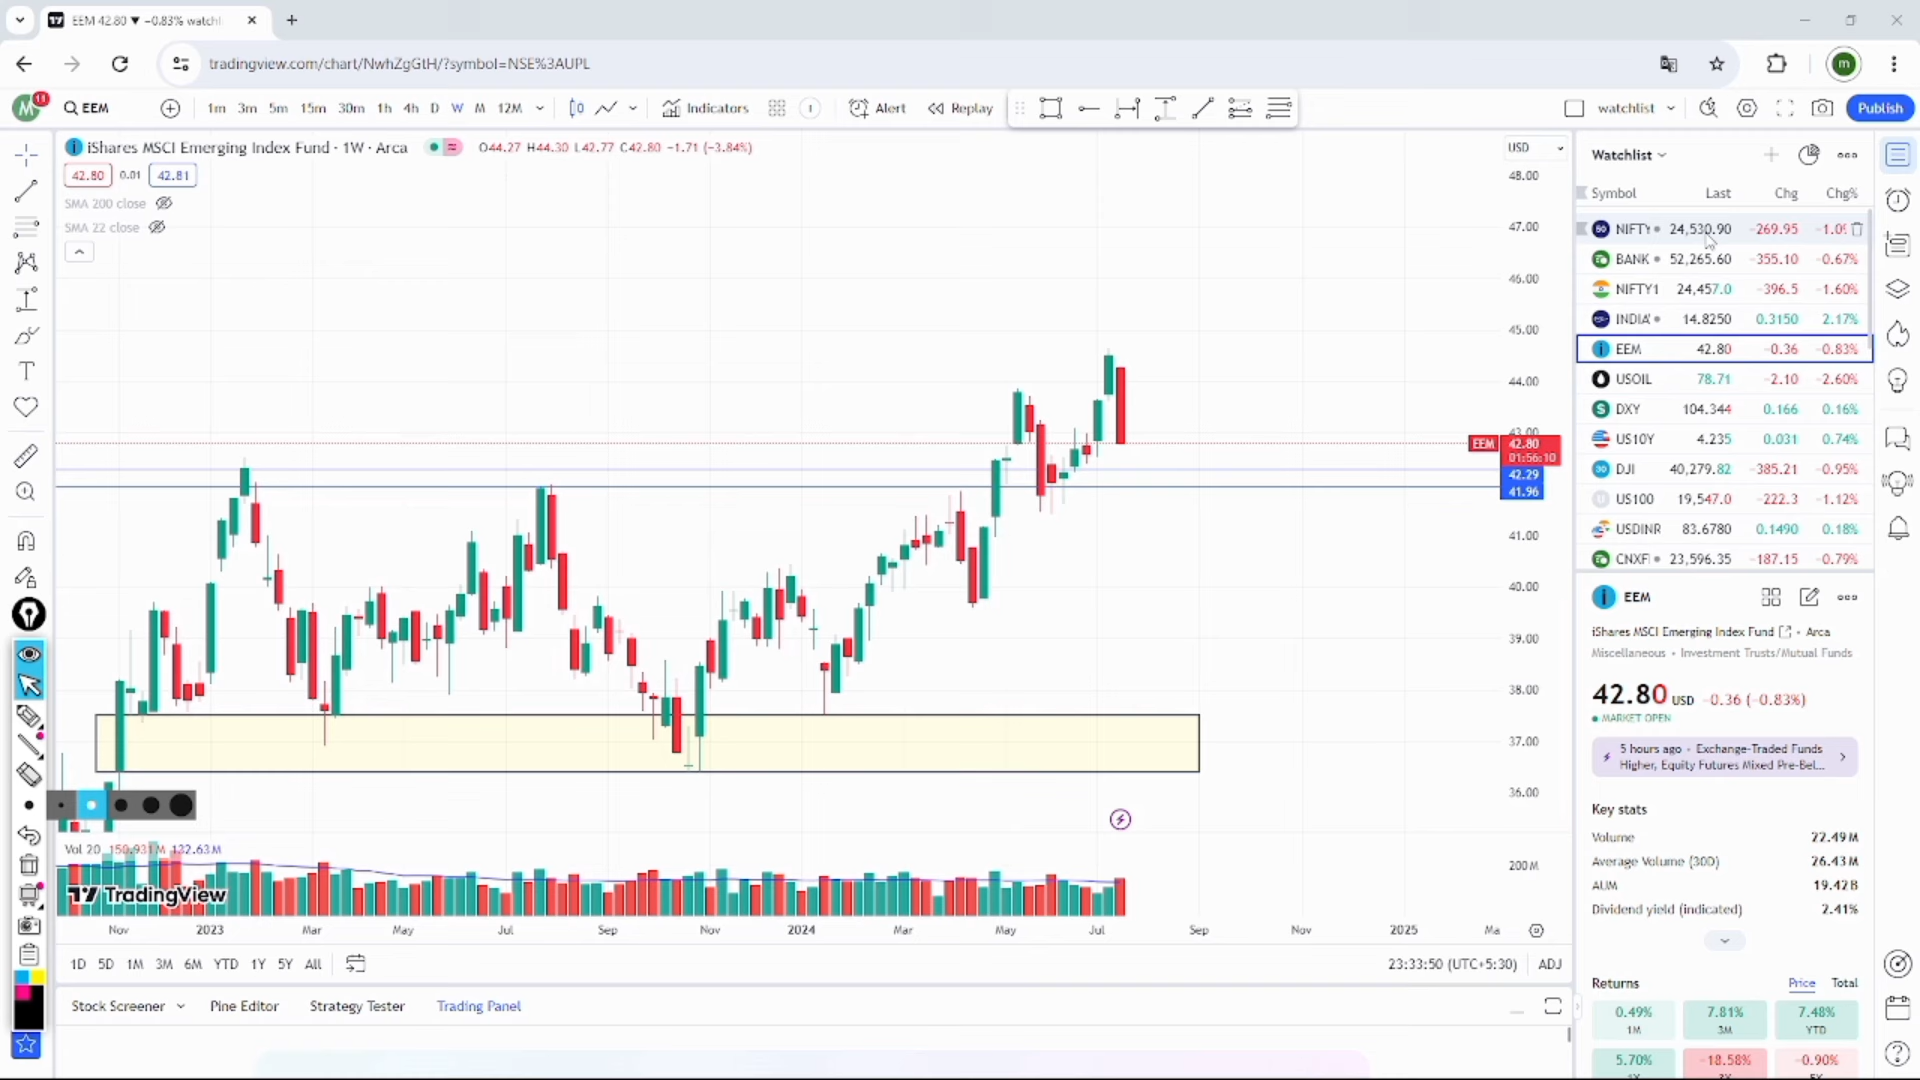 EEM 42.80 ▼ −0.83% watchl
tradingview.com/chart/NwhZgGtH/?symbol=NSE%3AUPL
m
M 11 EEM 1m 3m 5m 15m 30m 1h 4h D W M 12M Indicators Alert Replay watchlist Publish
iShares MSCI Emerging Index Fund · 1W · Arca O44.27 H44.30 L42.77 C42.80 −1.71 (−3.84%) USD
42.80 0.01 42.81
SMA 200 close
SMA 22 close
48.00
47.00
46.00
45.00
44.00
43.00
EEM 42.80
01:56:10
42.29
41.96
41.00
40.00
39.00
38.00
37.00
36.00
Vol 20 150.931M 132.63M
200M
TradingView
Nov 2023 Mar May Jul Sep Nov 2024 Mar May Jul Sep Nov 2025 Ma
1D 5D 1M 3M 6M YTD 1Y 5Y All 23:33:50 (UTC+5:30) ADJ
Stock Screener Pine Editor Strategy Tester Trading Panel
Watchlist
Symbol Last Chg Chg%
NIFTY 24,530.90 −269.95 −1.09
BANK 52,265.60 −355.10 −0.67%
NIFTY1 24,457.0 −396.5 −1.60%
INDIA 14.8250 0.3150 2.17%
EEM 42.80 −0.36 −0.83%
USOIL 78.71 −2.10 −2.60%
DXY 104.344 0.166 0.16%
US10Y 4.235 0.031 0.74%
DJI 40,279.82 −385.21 −0.95%
US100 19,547.0 −222.3 −1.12%
USDINR 83.6780 0.1490 0.18%
CNXF 23,596.35 −187.15 −0.79%
EEM
iShares MSCI Emerging Index Fund • Arca
Miscellaneous • Investment Trusts/Mutual Funds
42.80 USD −0.36 (−0.83%)
MARKET OPEN
5 hours ago • Exchange-Traded Funds
Higher, Equity Futures Mixed Pre-Bel...
Key stats
Volume 22.49M
Average Volume (30D) 26.43M
AUM 19.42B
Dividend yield (indicated) 2.41%
Returns Price Total
0.49% 7.81% 7.48%
1M 3M YTD
5.70% −18.58% −0.90%